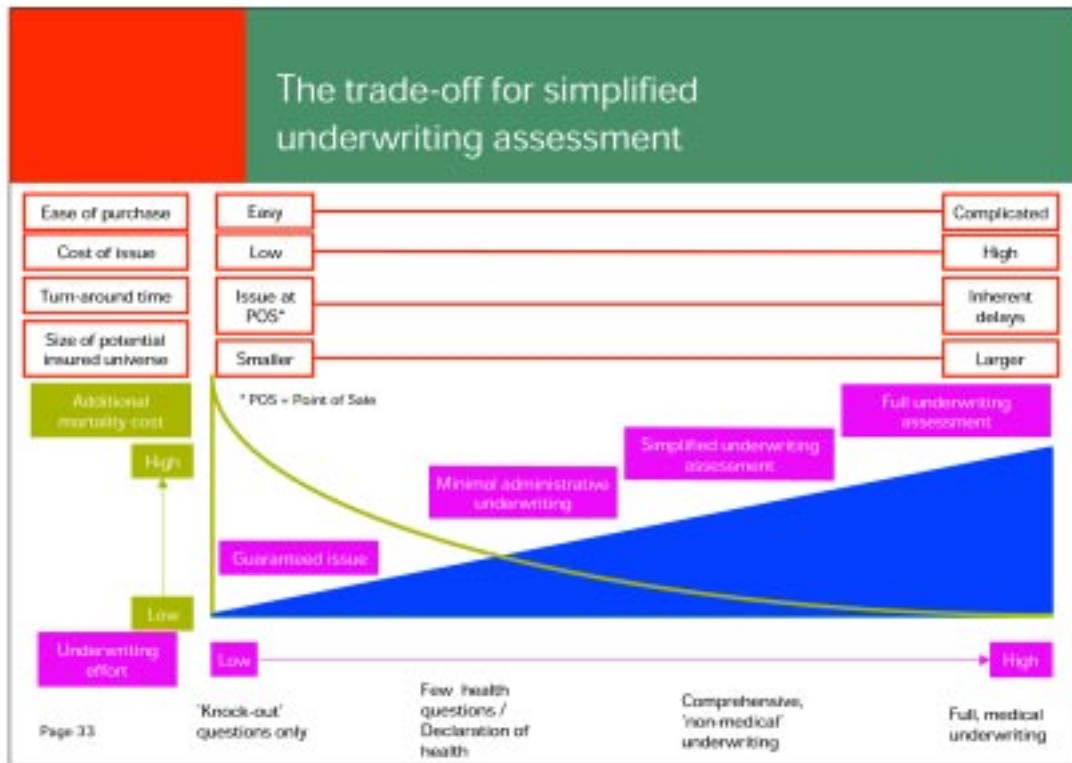 The trade-off for simplified
underwriting assessment
Ease of purchase
Easy
Complicated
Cost of issue
Low
High
Turn-around time
Issue at
POS*
Inherent
delays
Size of potential
insured universe
Smaller
Larger
Additional
mortality cost
* POS = Point of Sale
Full underwriting
assessment
Simplified underwriting
assessment
High
Minimal administrative
underwriting
Guaranteed issue
Low
Underwriting
effort
Low
High
Page 33
'Knock-out'
questions only
Few health
questions /
Declaration of
health
Comprehensive,
'non-medical'
underwriting
Full, medical
underwriting